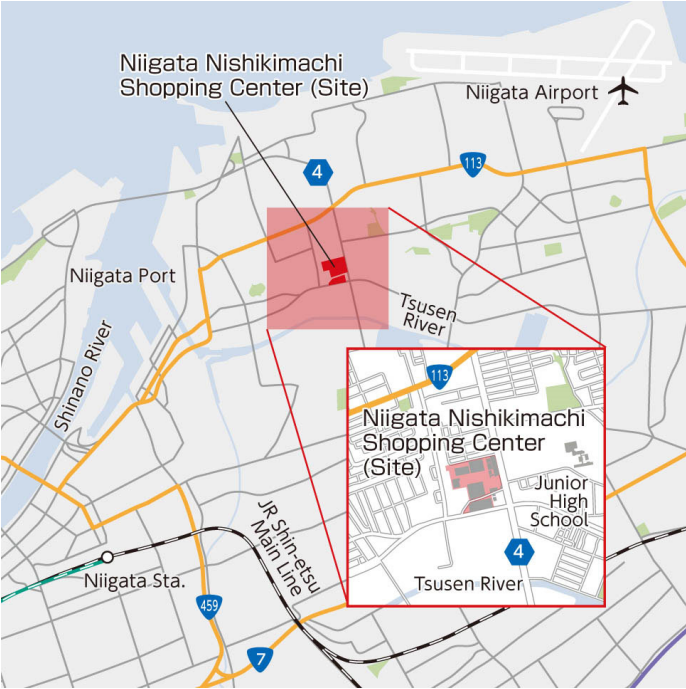 Niigata Nishikimachi
Shopping Center (Site)
Niigata Airport
113
4
Niigata Port
Tsusen
River
Shinano River
113
Niigata Nishikimachi
Shopping Center
(Site)
Junior
High
School
4
Tsusen River
JR Shin-etsu
Main Line
Niigata Sta.
459
7